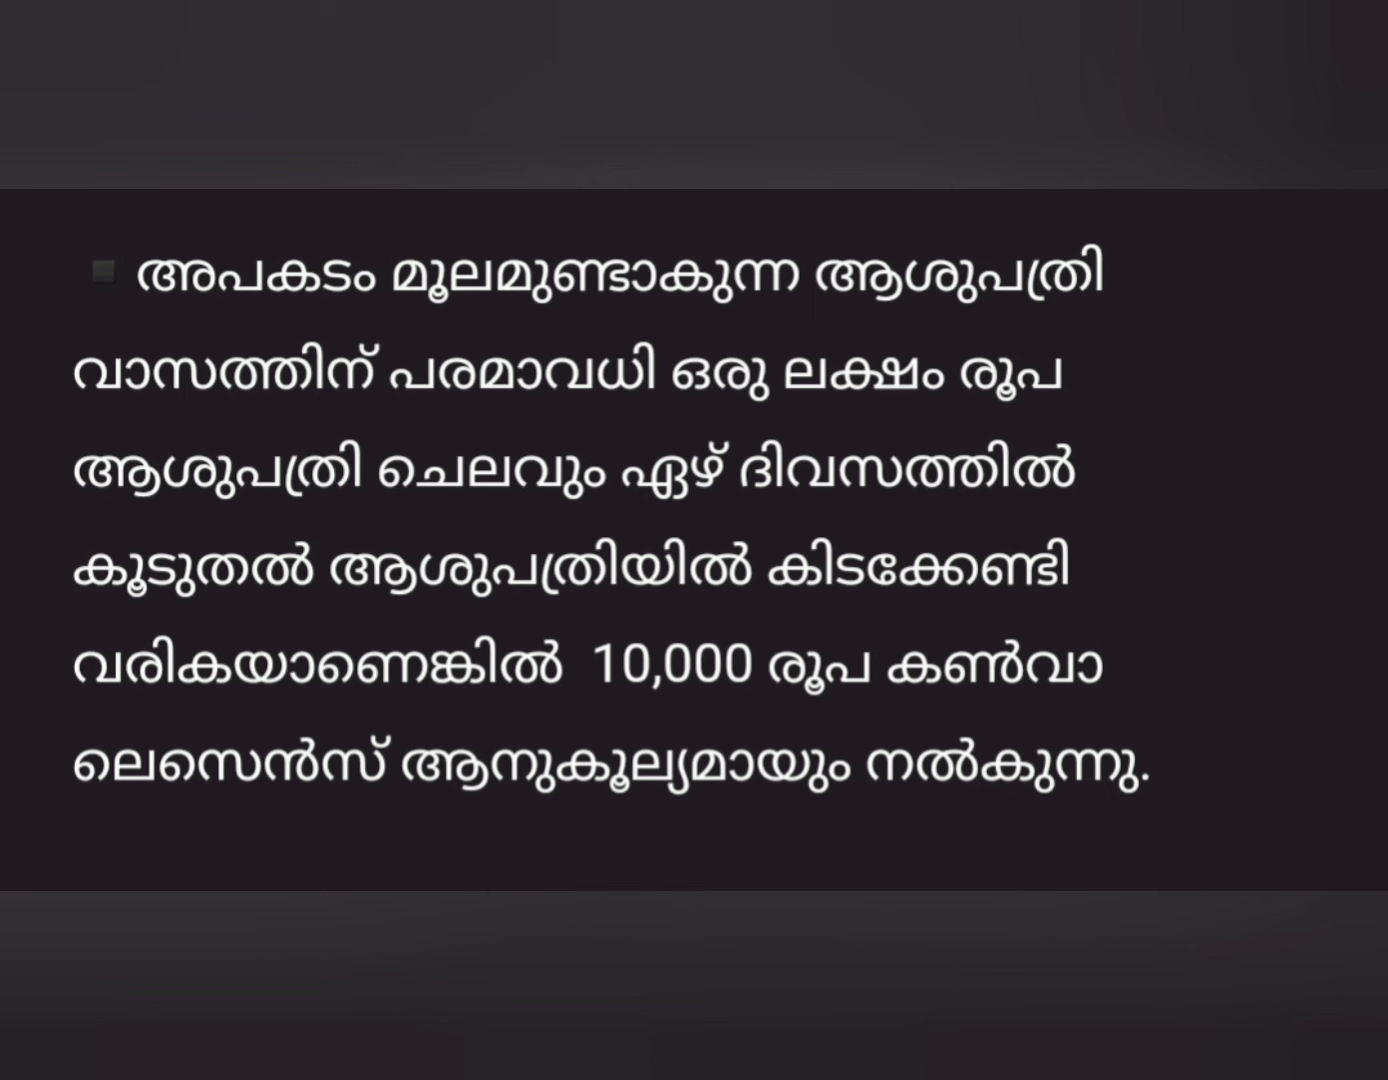 ▪️അപകടം മൂലമുണ്ടാകുന്ന ആശുപത്രി
വാസത്തിന് പരമാവധി ഒരു ലക്ഷം രൂപ
ആശുപത്രി ചെലവും ഏഴ് ദിവസത്തിൽ
കൂടുതൽ ആശുപത്രിയിൽ കിടക്കേണ്ടി
വരികയാണെങ്കിൽ 10,000 രൂപ കൺവാ
ലെസെൻസ് ആനുകൂല്യമായും നൽകുന്നു.